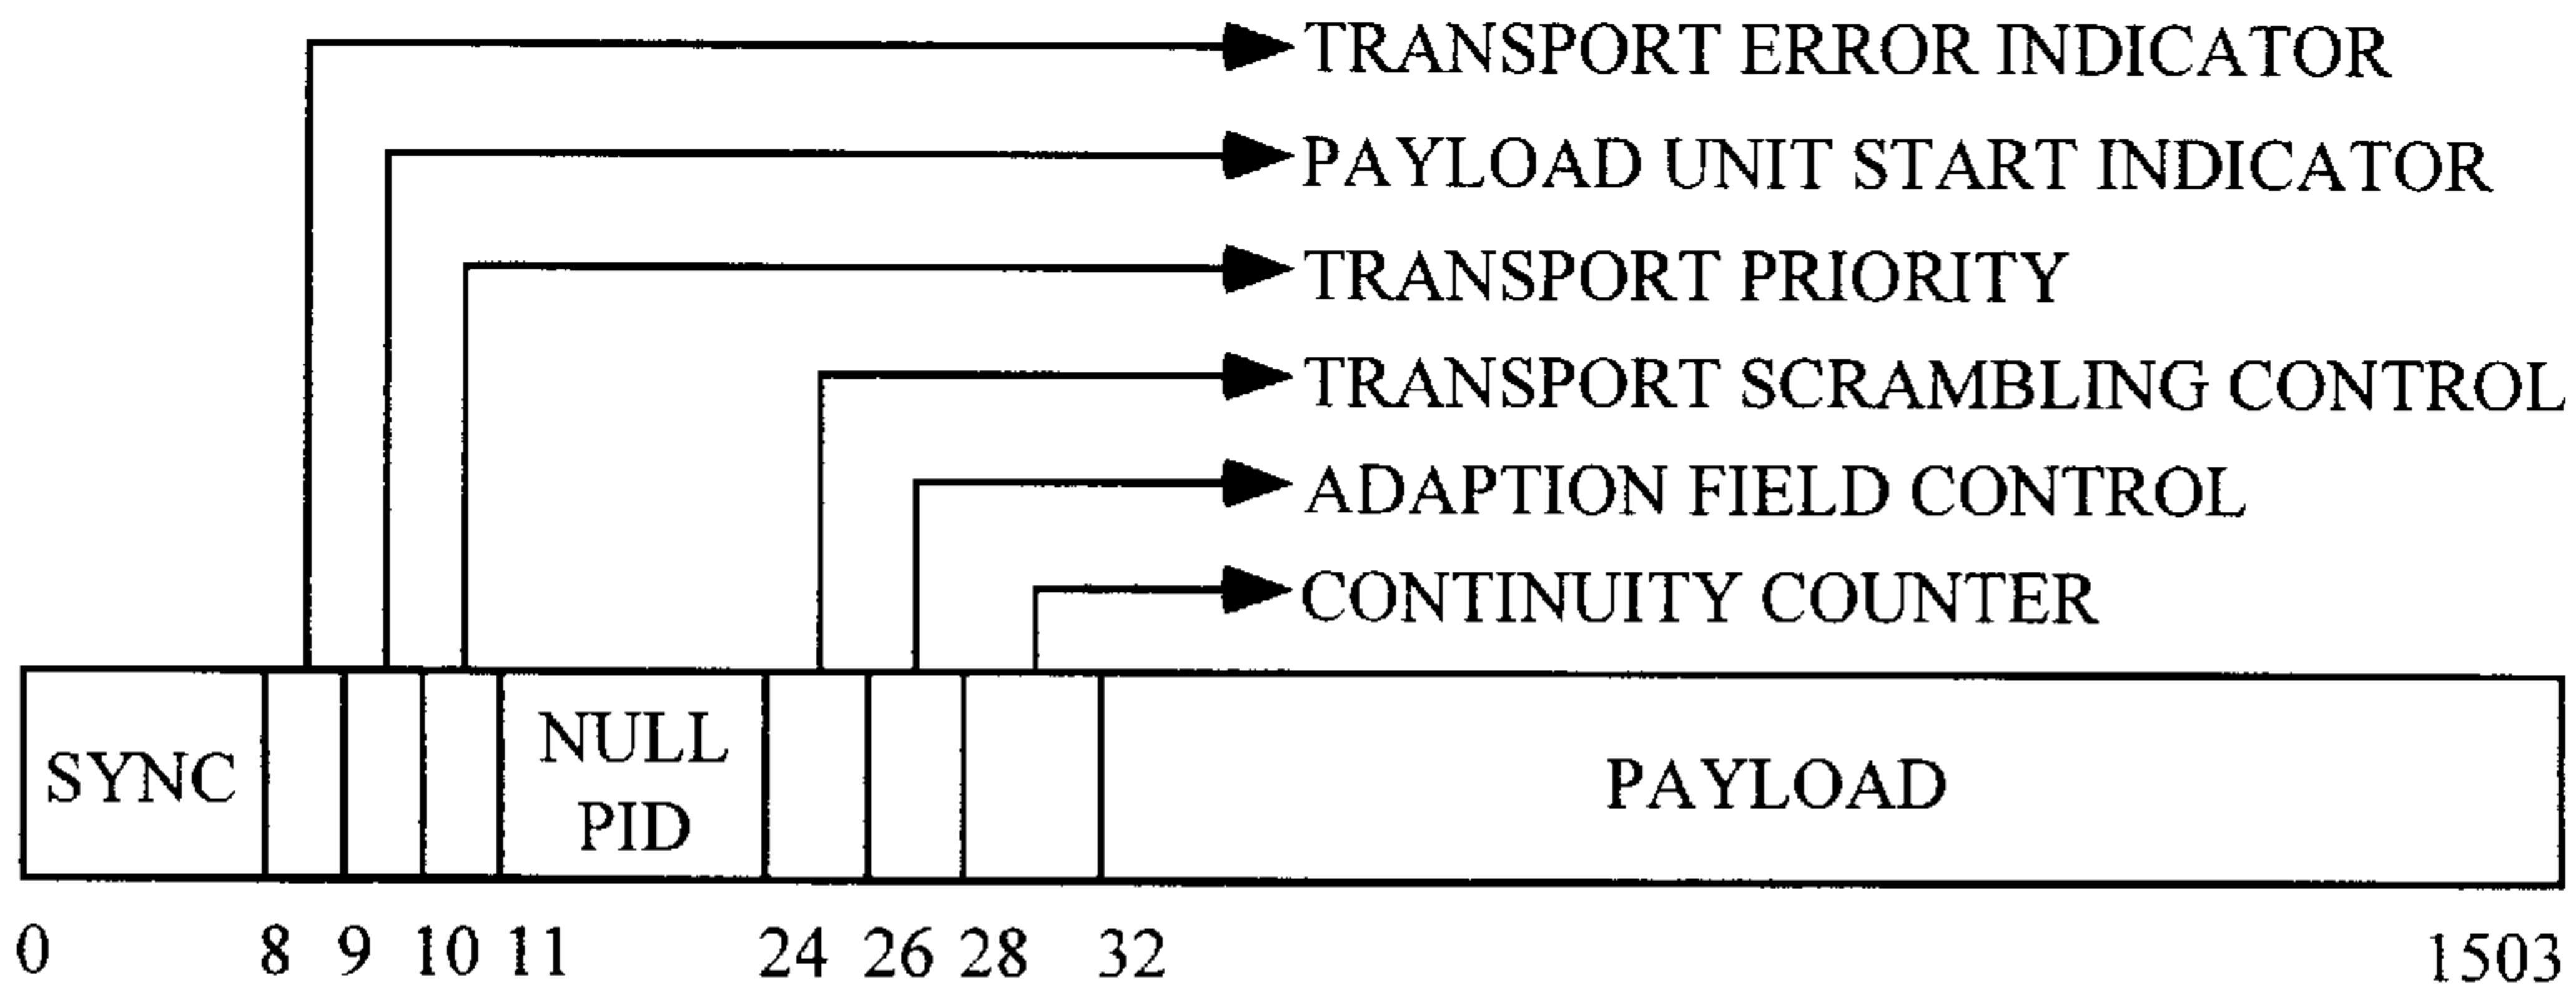 TRANSPORT ERROR INDICATOR
PAYLOAD UNIT START INDICATOR
TRANSPORT PRIORITY
TRANSPORT SCRAMBLING CONTROL
ADAPTION FIELD CONTROL
CONTINUITY COUNTER
SYNC
NULL
PID
PAYLOAD
0 8 9 10 11 24 26 28 32 1503